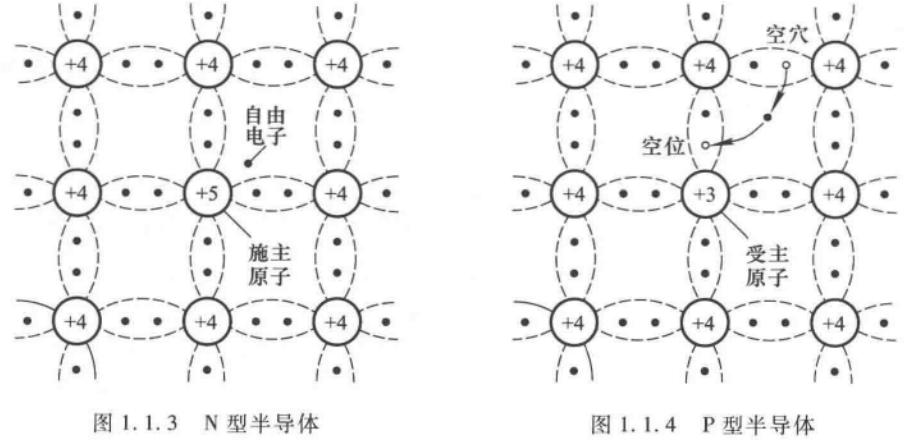 空穴
+4 +4 +4 +4 +4 +4
自由
电子
空位
+4 +5 +4 +4 +3 +4
施主
原子
受主
原子
+4 +4 +4 +4 +4 +4
图 1.1.3 N 型半导体
图 1.1.4 P 型半导体